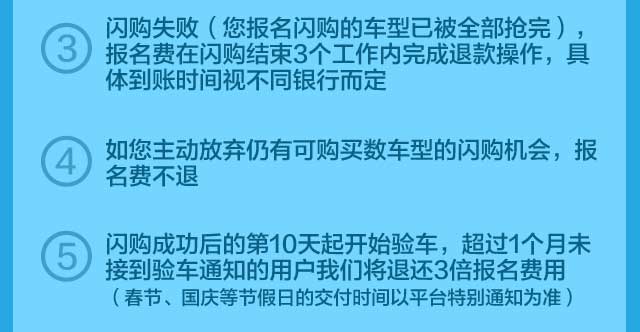 ③ 闪购失败（您报名闪购的车型已被全部抢完），
报名费在闪购结束3个工作内完成退款操作，具
体到账时间视不同银行而定
④ 如您主动放弃仍有可购买数车型的闪购机会，报
名费不退
⑤ 闪购成功后的第10天起开始验车，超过1个月未
接到验车通知的用户我们将退还3倍报名费用
（春节、国庆等节假日的交付时间以平台特别通知为准）